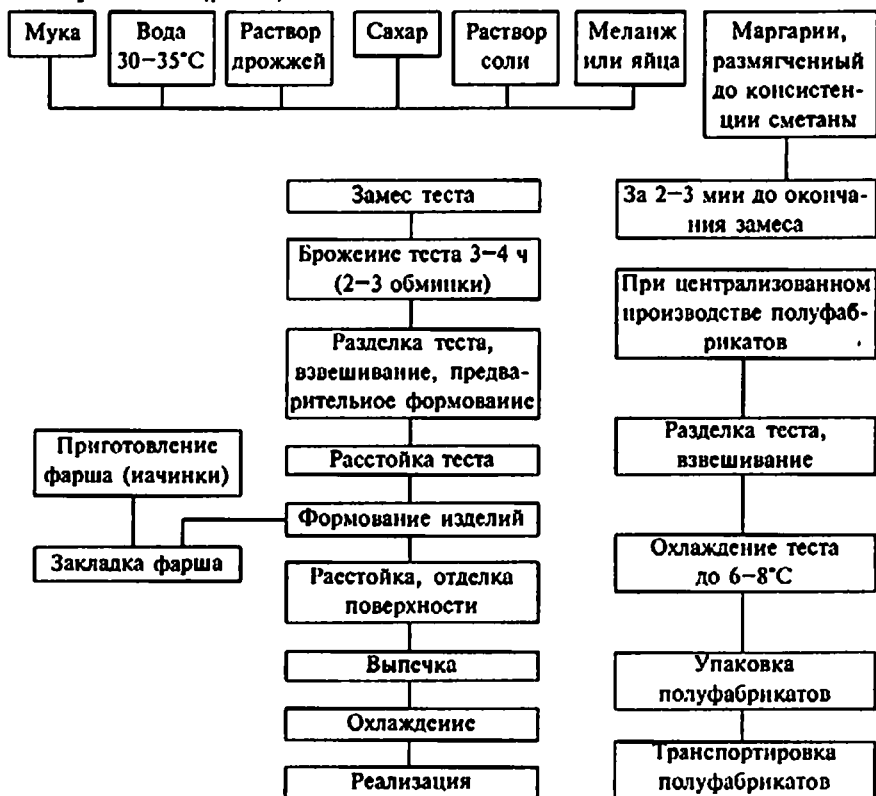 Мука
Вода
30–35°С
Раствор
дрожжей
Сахар
Раствор
соли
Меланж
или яйца
Маргарии,
размягченный
до консистен-
ции сметаны
Замес теста
За 2–3 мии до оконча-
ния замеса
Брожение теста 3–4 ч
(2–3 обминки)
При централизованном
производстве полуфаб-
рикатов
Разделка теста,
взвешивание, предва-
рительное формование
Приготовление
фарша (иачинки)
Расстойка теста
Разделка теста,
взвешивание
Формование изделий
Закладка фарша
Охлаждение теста
до 6–8°С
Расстойка, отделка
поверхности
Выпечка
Упаковка
полуфабрикатов
Охлаждение
Транспортировка
полуфабрикатов
Реализация